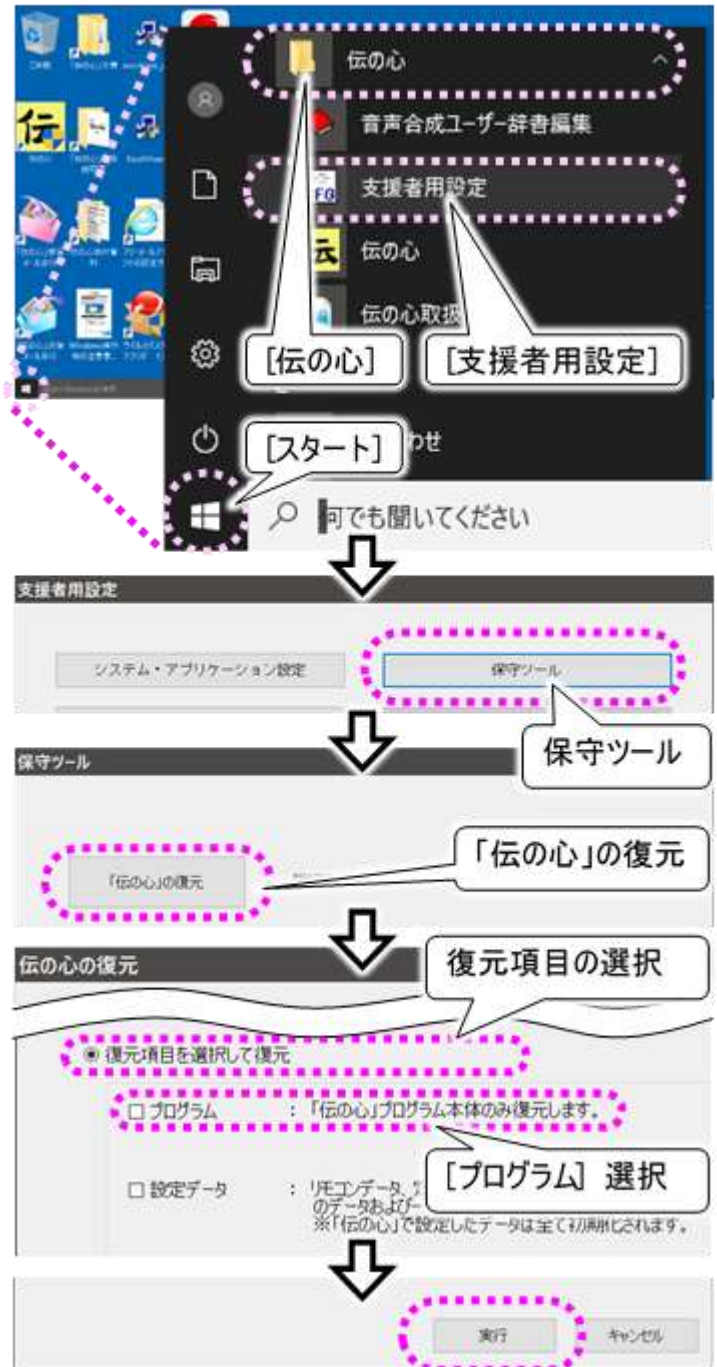 伝の心
音声合成ユーザー辞書編集
支援者用設定
伝の心
伝の心取扱
[伝の心]
[支援者用設定]
[スタート]
わせ
何でも聞いてください
支援者用設定
システム・アプリケーション設定
保守ツール
保守ツール
保守ツール
「伝の心」の復元
「伝の心」の復元
伝の心の復元
復元項目の選択
復元項目を選択して復元
プログラム : 「伝の心」プログラム本体のみ復元します。
[プログラム] 選択
設定データ : リモコンデータ、
のデータおよび
※「伝の心」で設定したデータは全て初期化されます。
実行 キャンセル